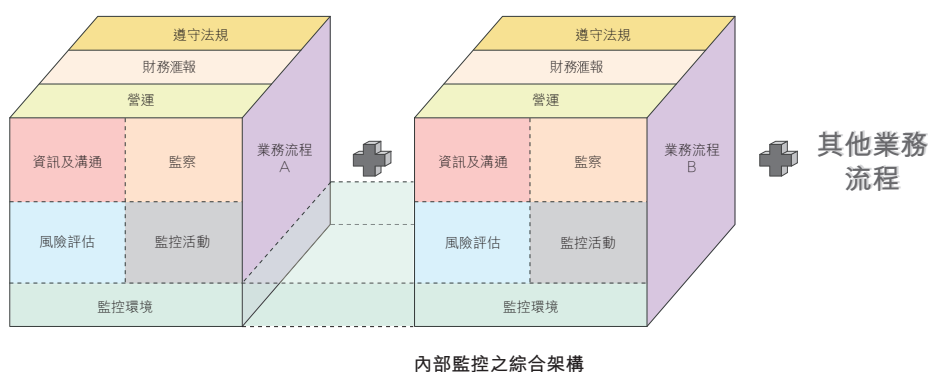 遵守法規
財務滙報
營運
資訊及溝通
監察
風險評估
監控活動
監控環境
業務流程
A
遵守法規
財務滙報
營運
資訊及溝通
監察
風險評估
監控活動
監控環境
業務流程
B
其他業務
流程
內部監控之綜合架構